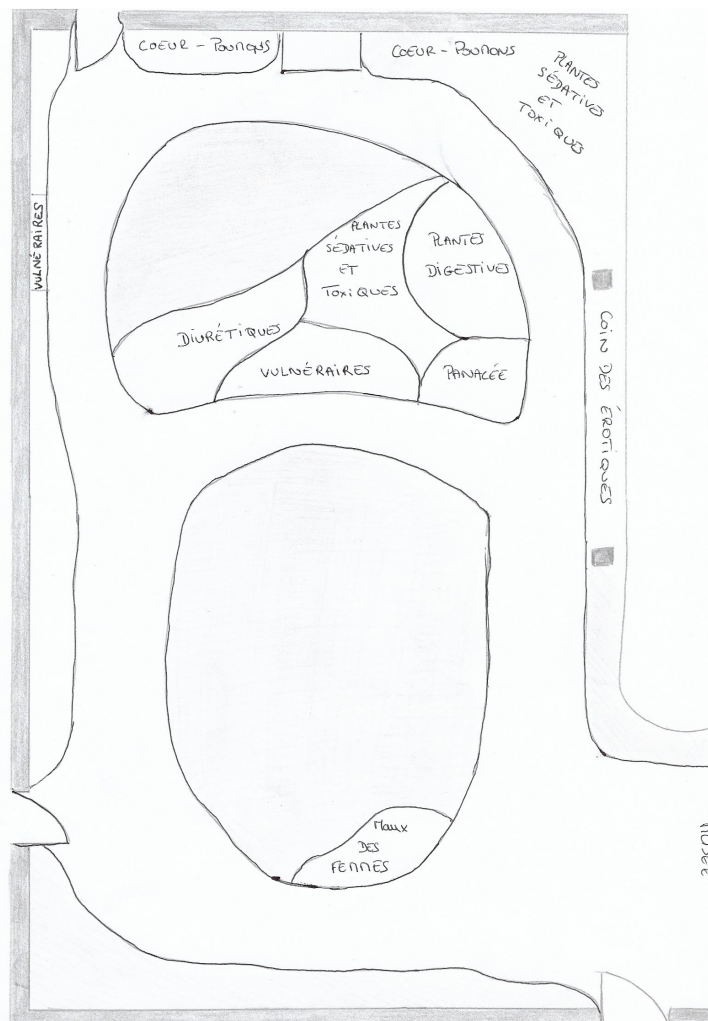 COEUR - POUMONS
COEUR - POUMONS
PLANTES
SÉDATIVES
ET
TOXIQUES
VULNÉRAIRES
PLANTES
SÉDATIVES
ET
TOXIQUES
PLANTES
DIGESTIVES
DIURÉTIQUES
VULNÉRAIRES
PANACÉE
COIN DES ÉROTIQUES
MAUX
DES
FEMMES
MUSÉE